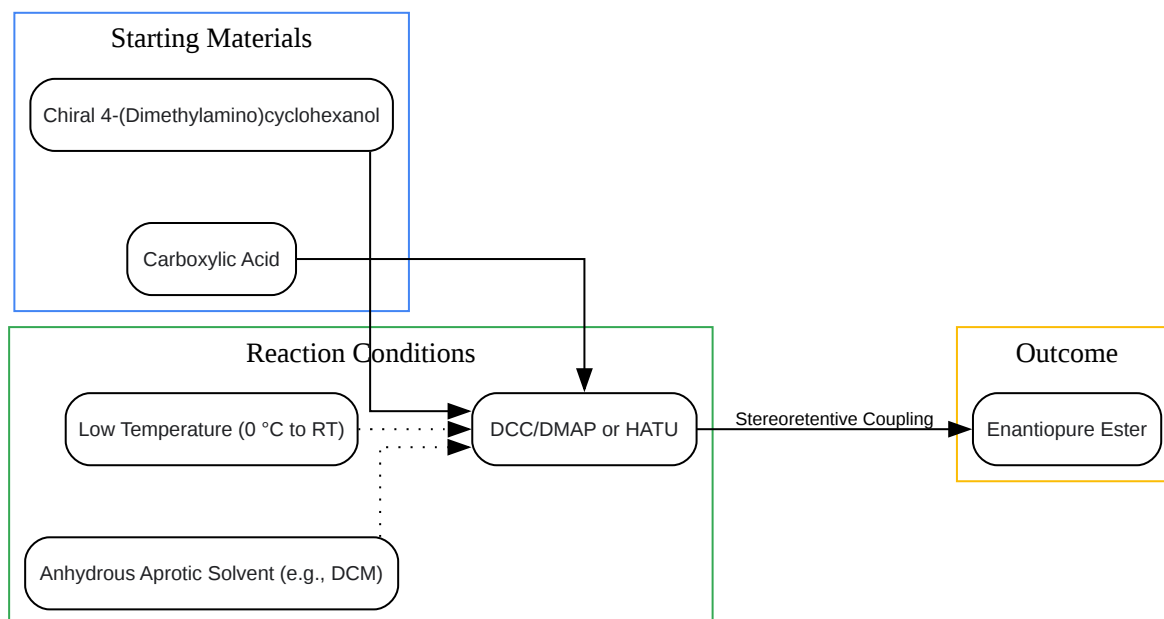 Starting Materials
Chiral 4-(Dimethylamino)cyclohexanol
Carboxylic Acid
Reaction Conditions
Low Temperature (0 °C to RT)
DCC/DMAP or HATU
Anhydrous Aprotic Solvent (e.g., DCM)
Stereoretentive Coupling
Outcome
Enantiopure Ester